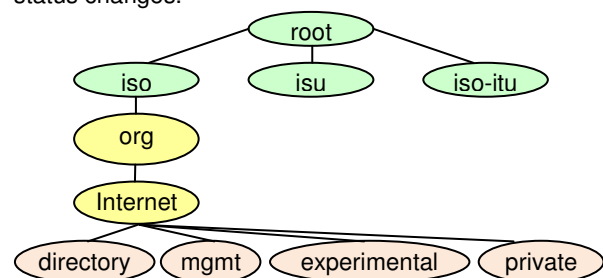 status changes.
root
iso isu iso-itu
org
Internet
directory mgmt experimental private